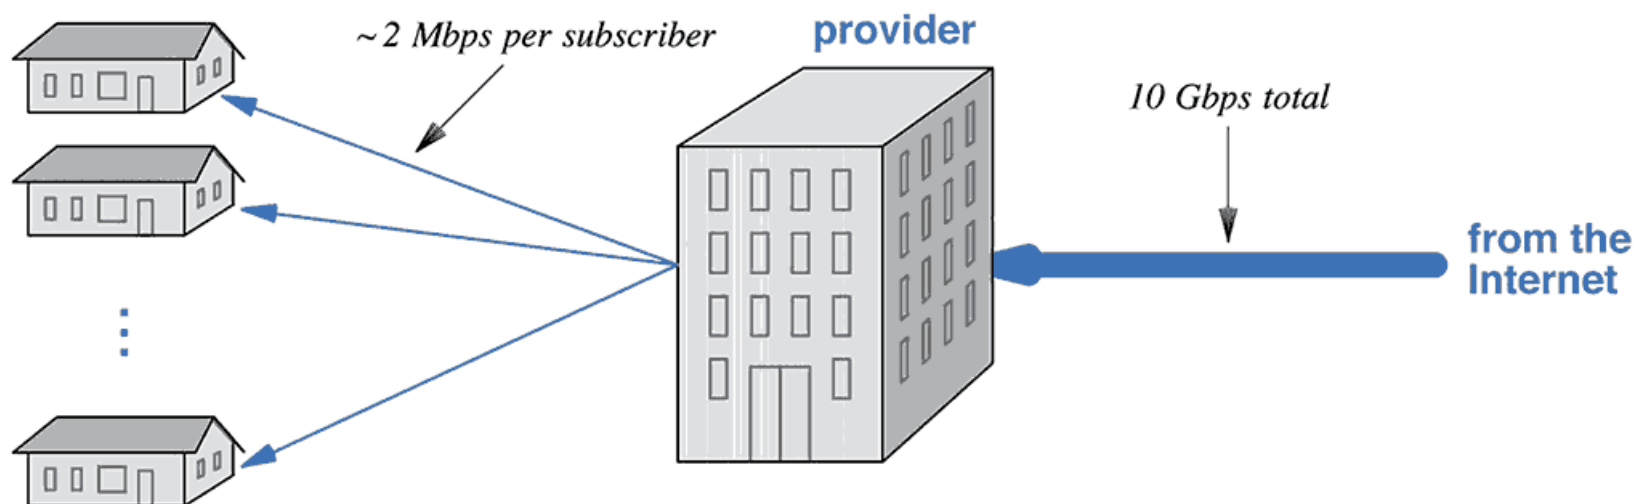 ~2 Mbps per subscriber
provider
10 Gbps total
from the
Internet